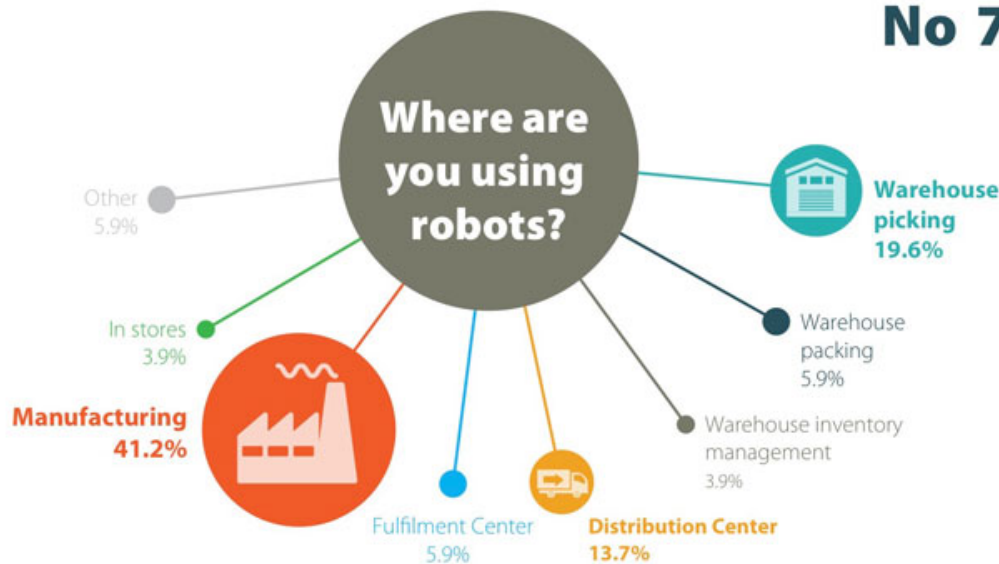 No 7
Where are
you using
robots?
Other
5.9%
In stores
3.9%
Manufacturing
41.2%
Fulfilment Center
5.9%
Distribution Center
13.7%
Warehouse inventory
management
3.9%
Warehouse
packing
5.9%
Warehouse
picking
19.6%